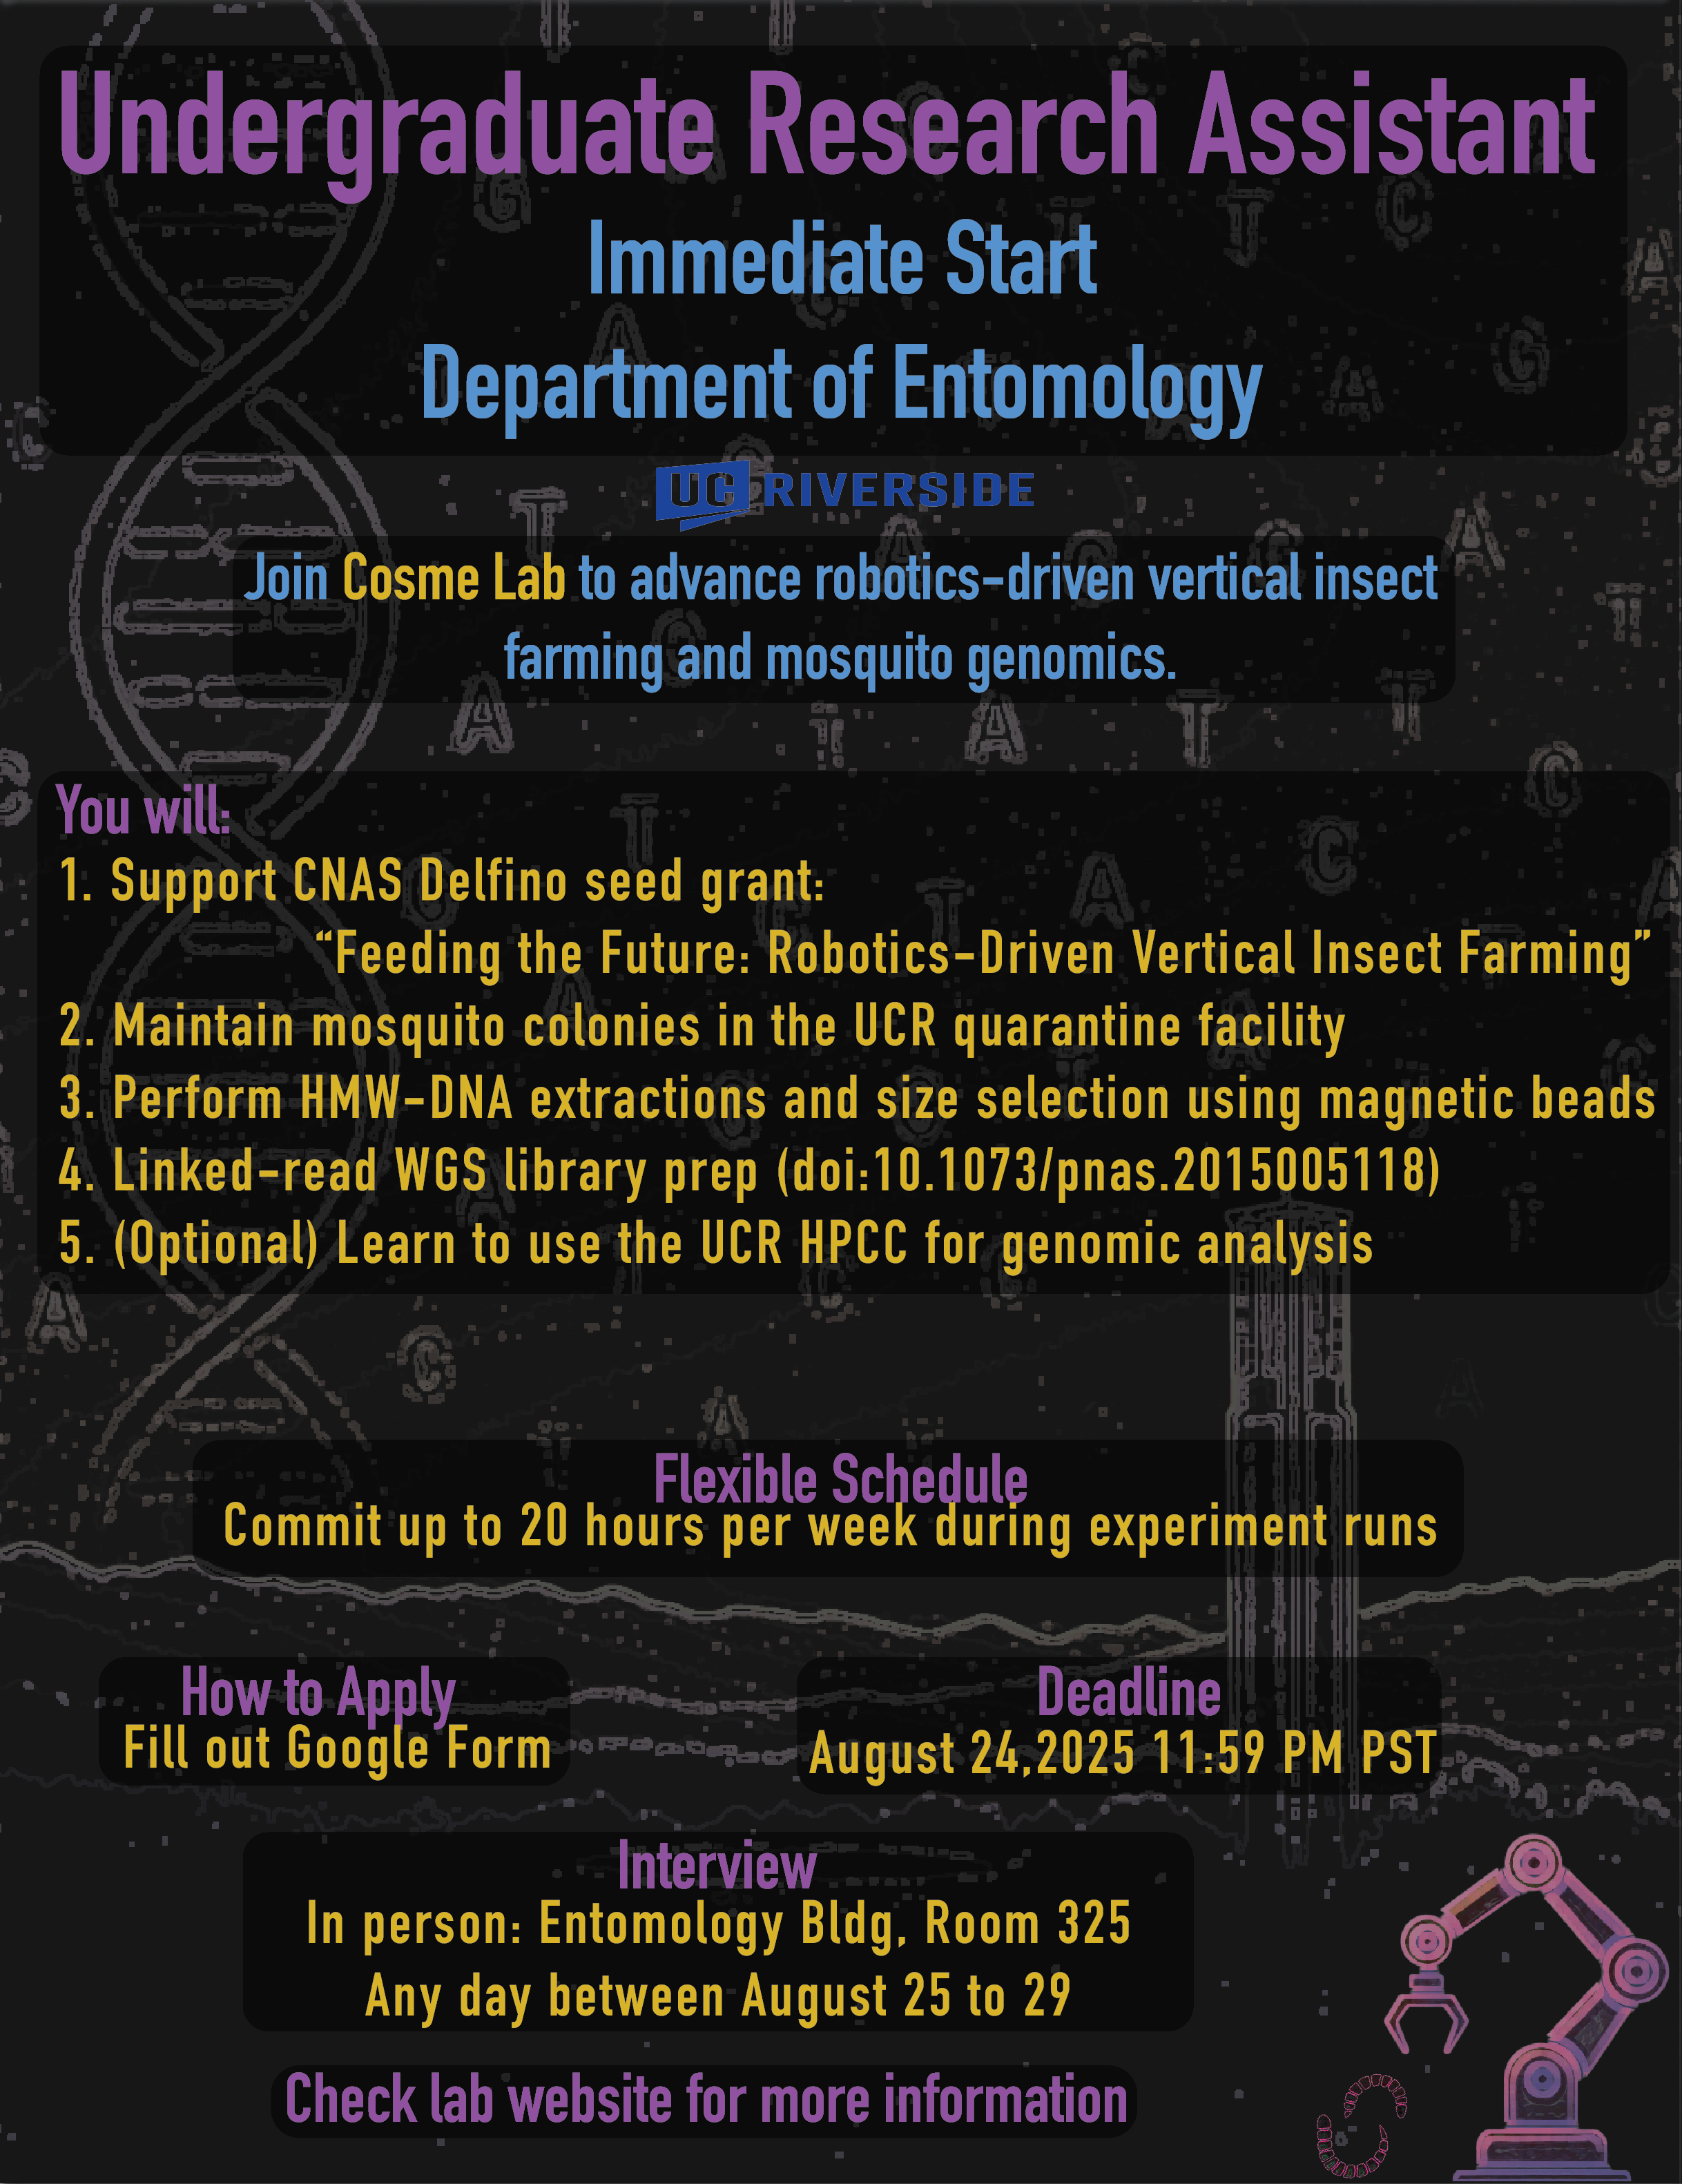 Undergraduate Research Assistant
Immediate Start
Department of Entomology
UC RIVERSIDE
Join Cosme Lab to advance robotics-driven vertical insect
farming and mosquito genomics.
You will:
1. Support CNAS Delfino seed grant:
“Feeding the Future: Robotics-Driven Vertical Insect Farming”
2. Maintain mosquito colonies in the UCR quarantine facility
3. Perform HMW-DNA extractions and size selection using magnetic beads
4. Linked-read WGS library prep (doi:10.1073/pnas.2015005118)
5. (Optional) Learn to use the UCR HPCC for genomic analysis
Flexible Schedule
Commit up to 20 hours per week during experiment runs
How to Apply
Fill out Google Form
Deadline
August 24,2025 11:59 PM PST
Interview
In person: Entomology Bldg, Room 325
Any day between August 25 to 29
Check lab website for more information